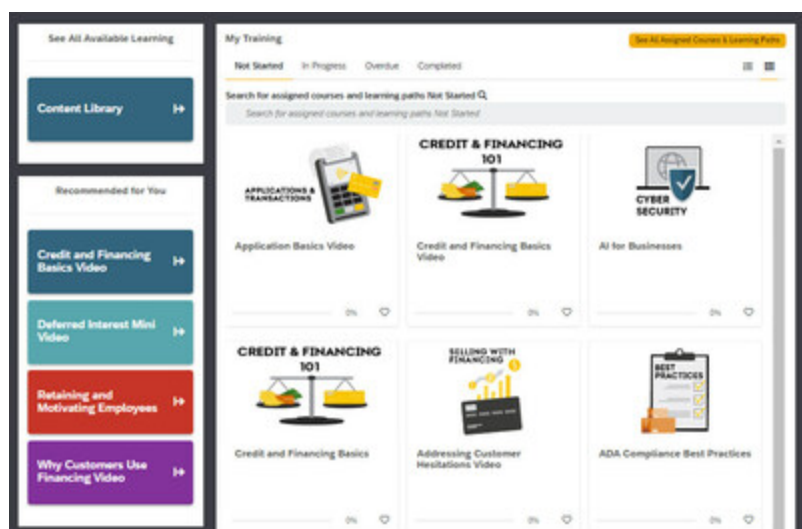 See All Available Learning
Content Library
Recommended for You
Credit and Financing
Basics Video
Deferred Interest Mini
Video
Retaining and
Motivating Employees
Why Customers Use
Financing Video
My Training
See All Assigned Courses & Learning Paths
Not Started In Progress Overdue Completed
Search for assigned courses and learning paths Not Started
Search for assigned courses and learning paths Not Started
APPLICATIONS &
TRANSACTIONS
Application Basics Video
0%
CREDIT & FINANCING
101
Credit and Financing Basics
Video
0%
CYBER
SECURITY
AI for Businesses
0%
CREDIT & FINANCING
101
Credit and Financing Basics
0%
SELLING WITH
FINANCING
Addressing Customer
Hesitations Video
0%
BEST
PRACTICES
ADA Compliance Best Practices
0%